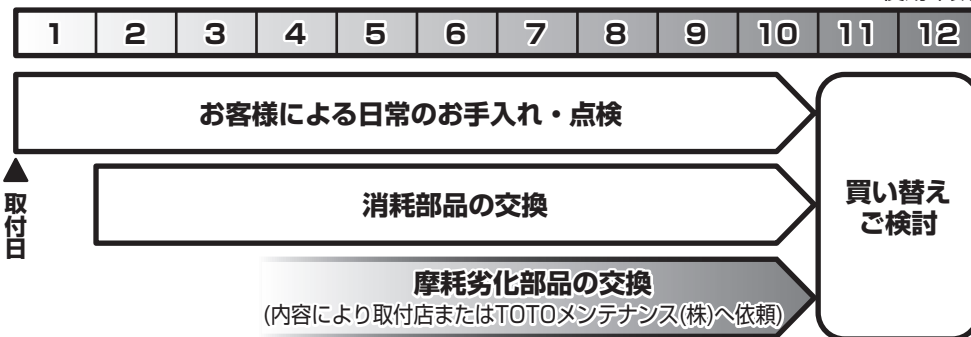 1 2 3 4 5 6 7 8 9 10 11 12
お客様による日常のお手入れ・点検
取付日
消耗部品の交換
買い替え
ご検討
摩耗劣化部品の交換
(内容により取付店またはTOTOメンテナンス(株)へ依頼)